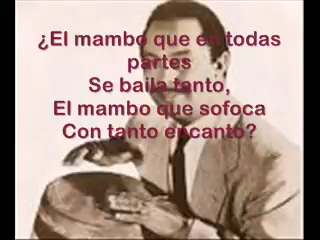 ¿El mambo que en todas
partes
Se baila tanto,
El mambo que sofoca
Con tanto encanto?